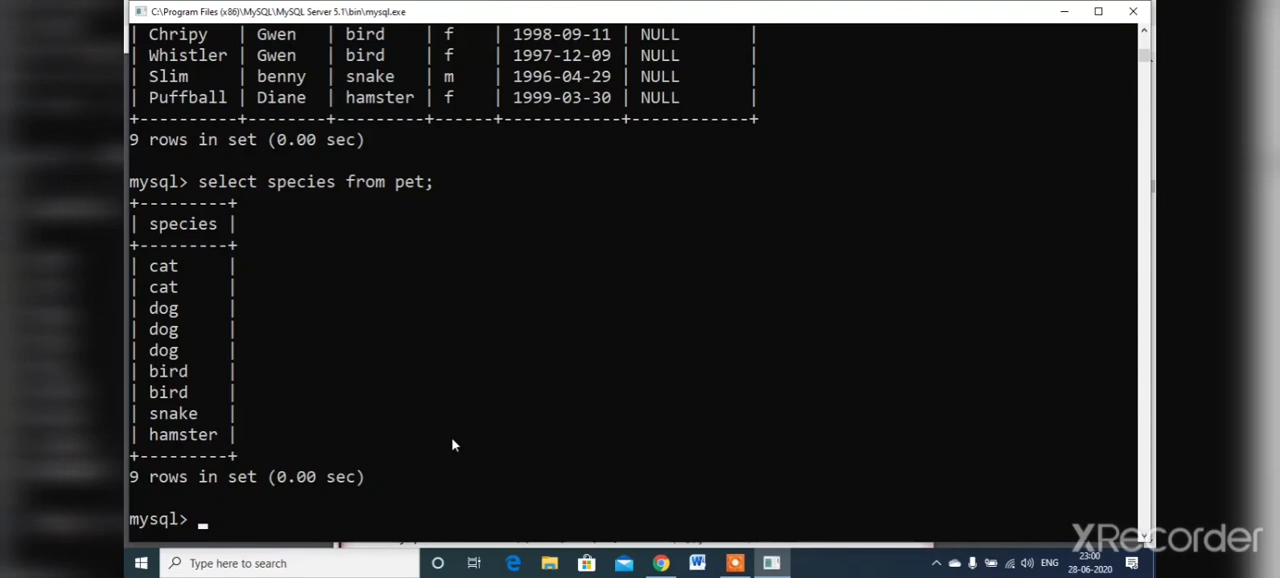 C:\Program Files (x86)\MySQL\MySQL Server 5.1\bin\mysql.exe
| Chripy   | Gwen   | bird    | f    | 1998-09-11 | NULL       |
| Whistler | Gwen   | bird    | f    | 1997-12-09 | NULL       |
| Slim     | benny  | snake   | m    | 1996-04-29 | NULL       |
| Puffball | Diane  | hamster | f    | 1999-03-30 | NULL       |
+----------+--------+---------+------+------------+------------+
9 rows in set (0.00 sec)
mysql> select species from pet;
+---------+
| species |
+---------+
| cat     |
| cat     |
| dog     |
| dog     |
| dog     |
| bird    |
| bird    |
| snake   |
| hamster |
+---------+
9 rows in set (0.00 sec)
mysql> _
XRecorder
Type here to search
ENG
23:00
28-06-2020